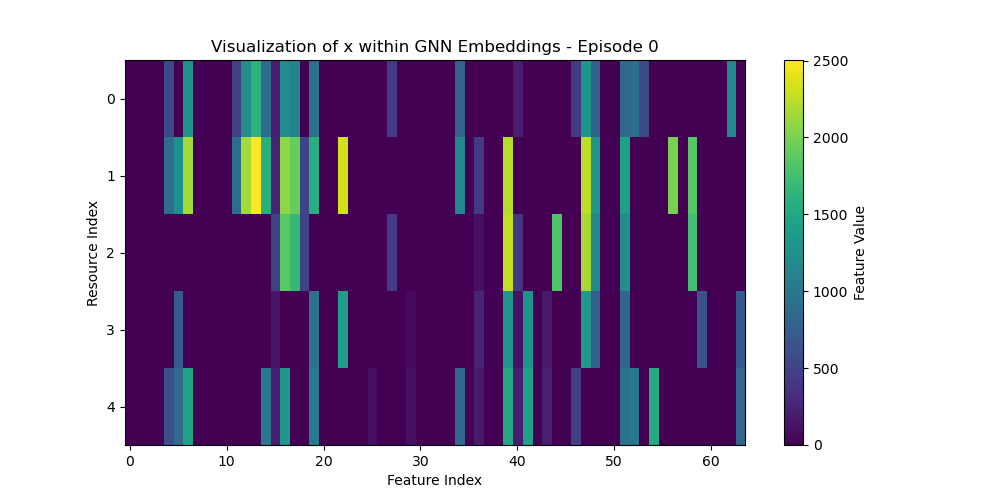 Visualization of x within GNN Embeddings - Episode 0
Resource Index
0
1
2
3
4
0 10 20 30 40 50 60
Feature Index
2500
2000
1500
1000
500
0
Feature Value